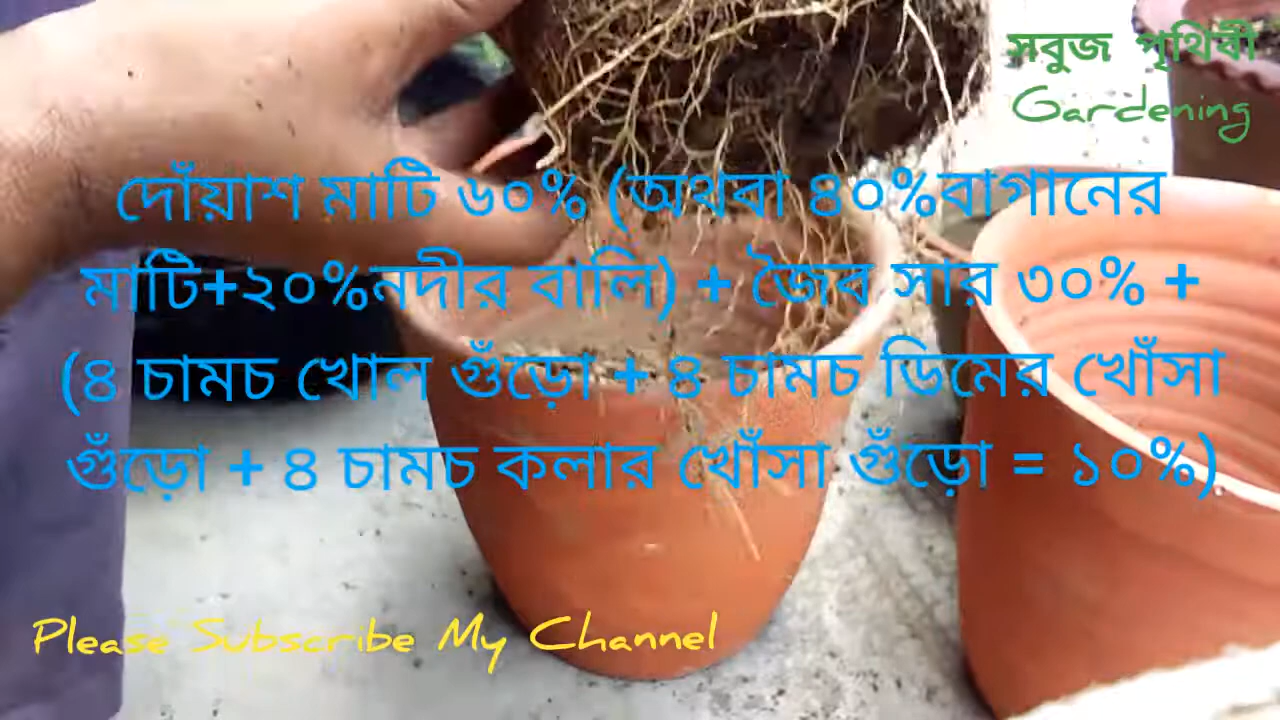 সবুজ পৃথিবী
Gardening
দোঁয়াশ মাটি ৬০% (অথবা ৪০%বাগানের
মাটি+২০%নদীর বালি) + জৈব সার ৩০% +
(৪ চামচ খোল গুঁড়ো + ৪ চামচ ডিমের খোঁসা
গুঁড়ো + ৪ চামচ কলার খোঁসা গুঁড়ো = ১০%)
Please Subscribe My Channel